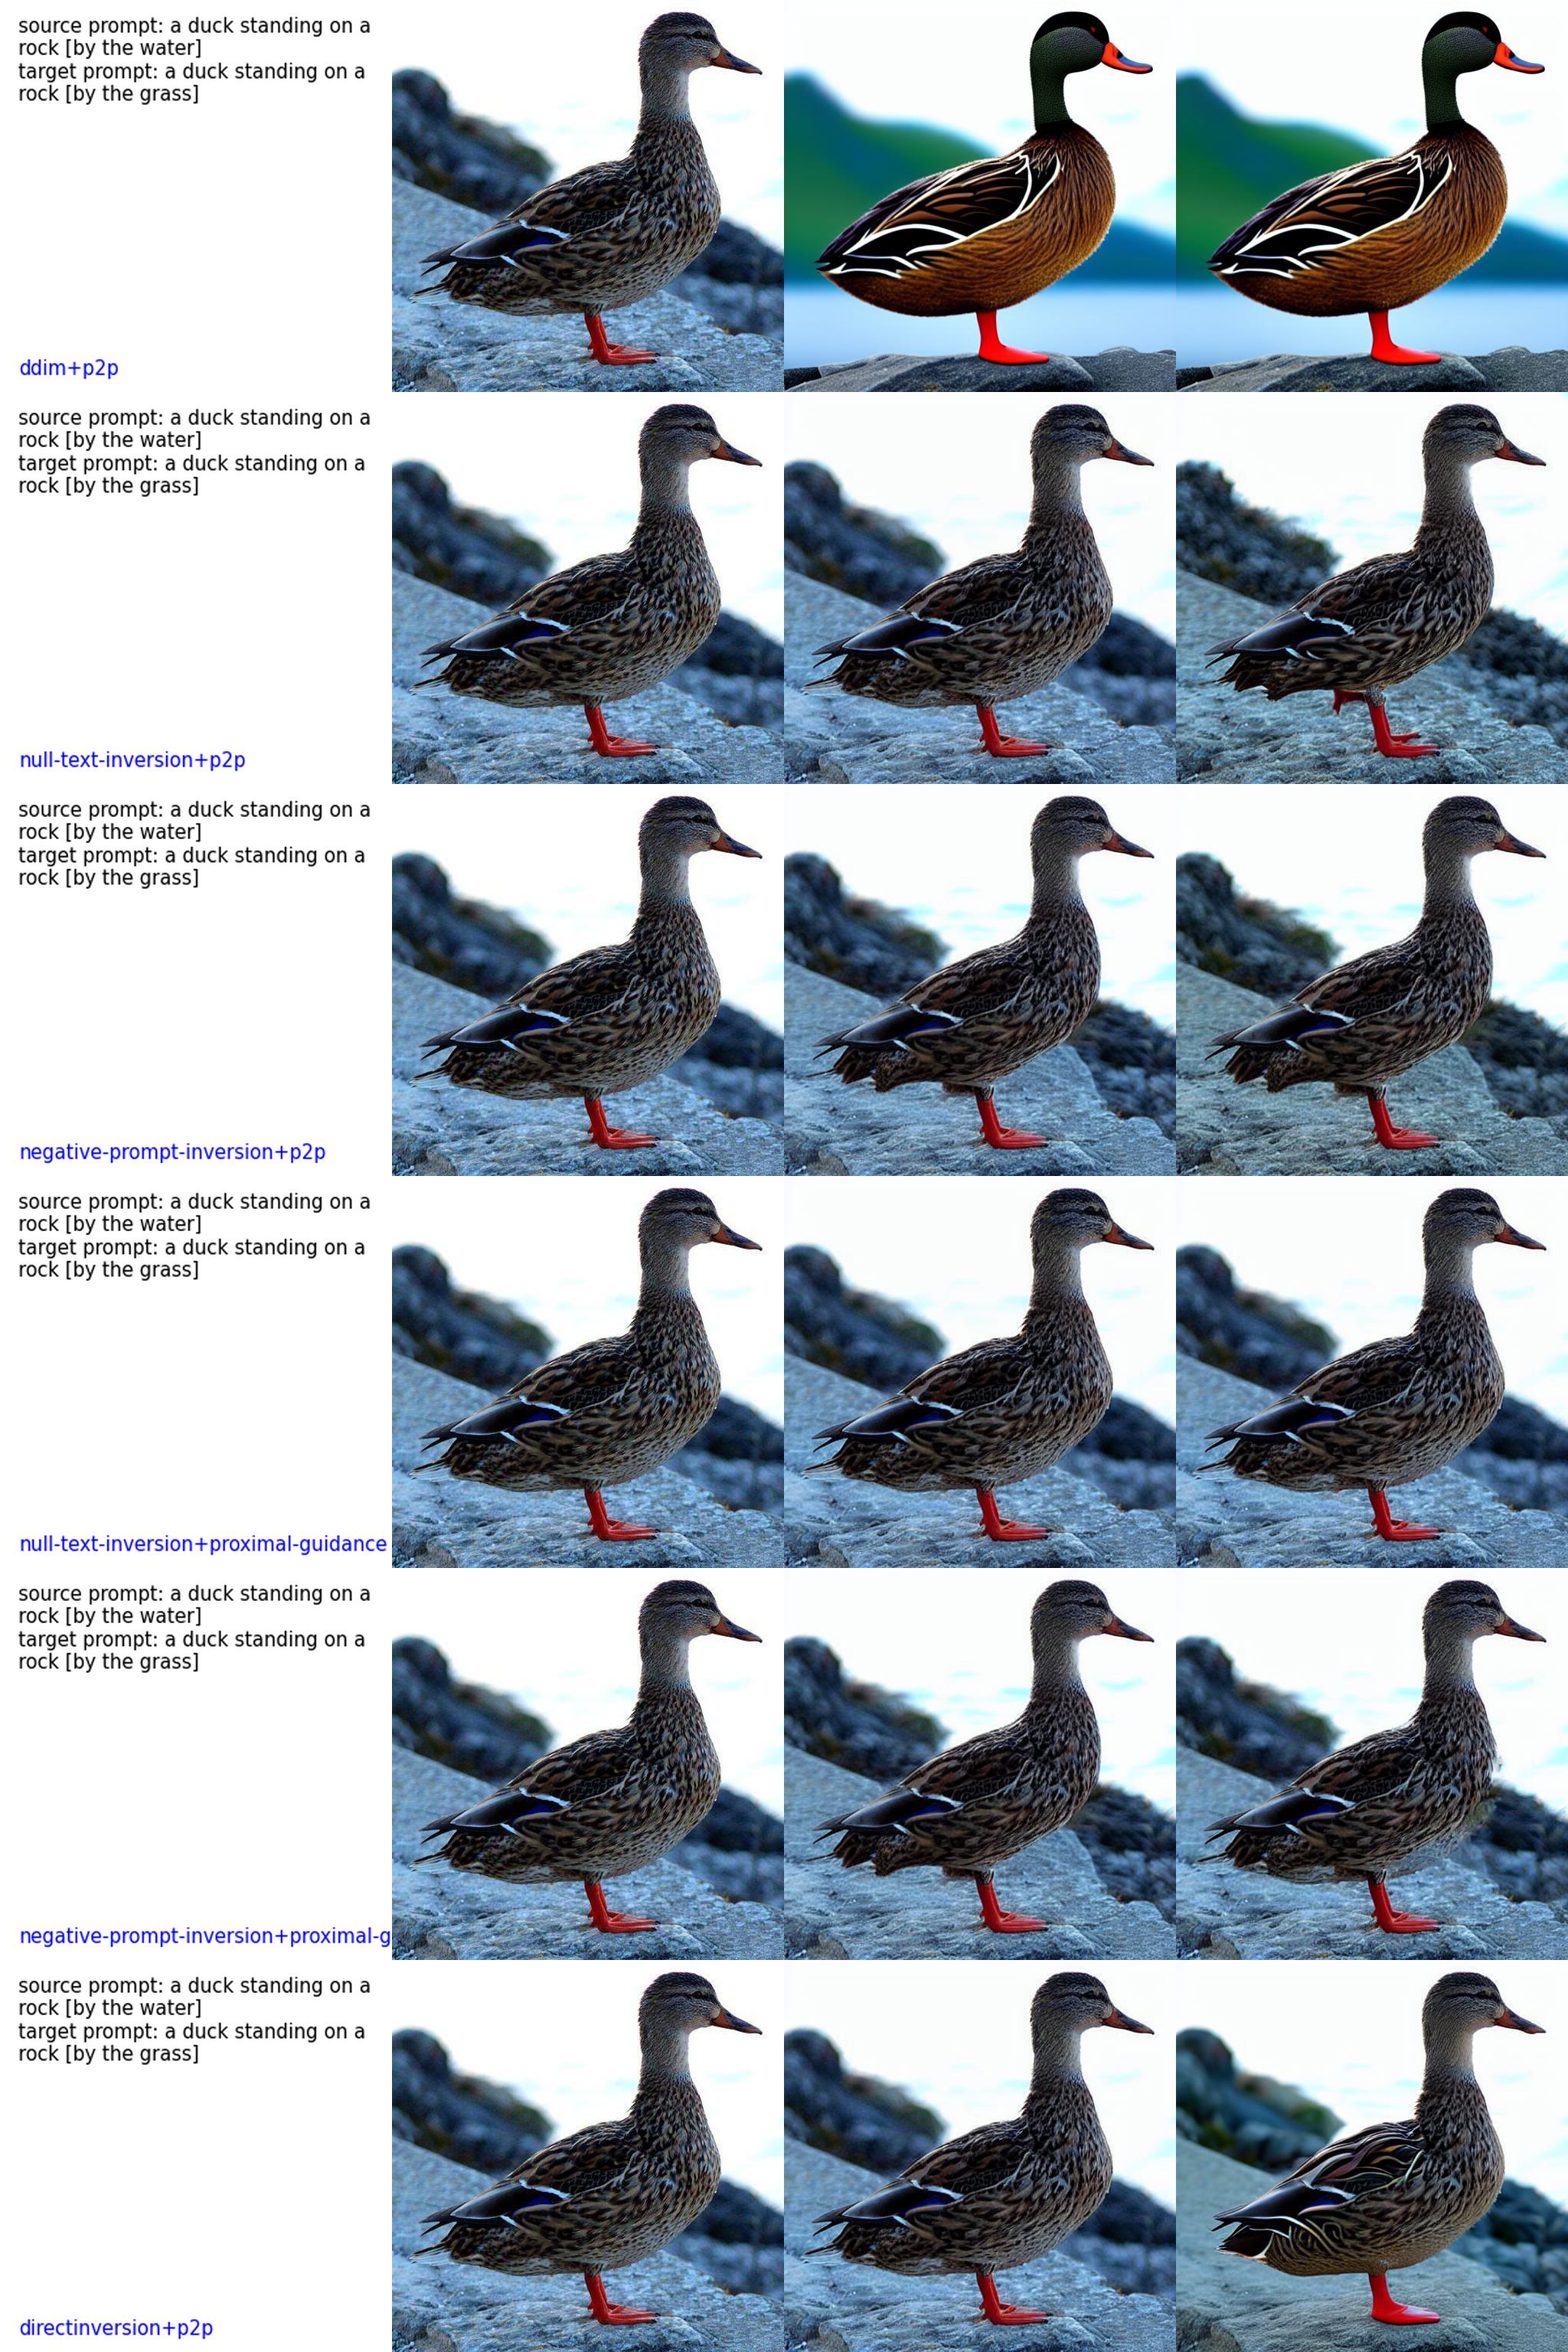 source prompt: a duck standing on a
rock [by the water]
target prompt: a duck standing on a
rock [by the grass]
ddim+p2p
source prompt: a duck standing on a
rock [by the water]
target prompt: a duck standing on a
rock [by the grass]
null-text-inversion+p2p
source prompt: a duck standing on a
rock [by the water]
target prompt: a duck standing on a
rock [by the grass]
negative-prompt-inversion+p2p
source prompt: a duck standing on a
rock [by the water]
target prompt: a duck standing on a
rock [by the grass]
null-text-inversion+proximal-guidance
source prompt: a duck standing on a
rock [by the water]
target prompt: a duck standing on a
rock [by the grass]
negative-prompt-inversion+proximal-g
source prompt: a duck standing on a
rock [by the water]
target prompt: a duck standing on a
rock [by the grass]
directinversion+p2p